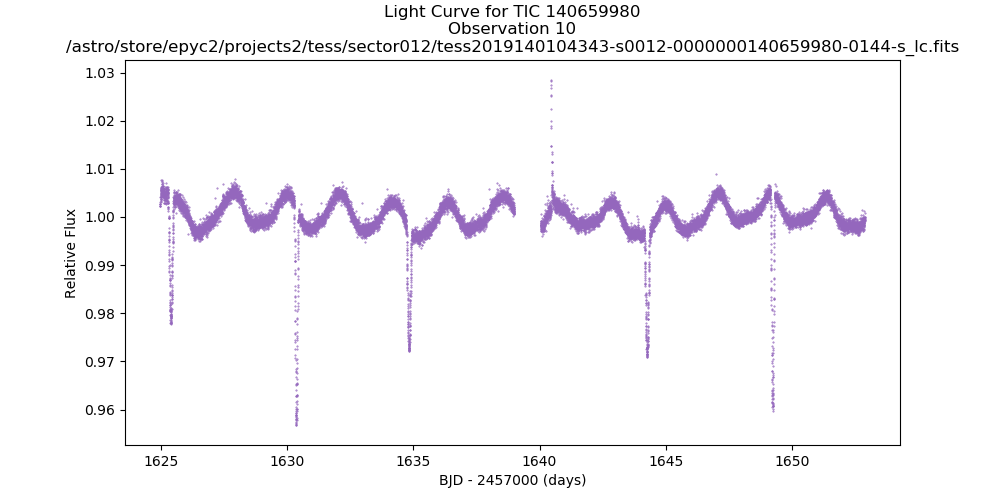 Light Curve for TIC 140659980
Observation 10
/astro/store/epyc2/projects2/tess/sector012/tess2019140104343-s0012-0000000140659980-0144-s_lc.fits
1.03
1.02
1.01
1.00
0.99
0.98
0.97
0.96
Relative Flux
1625
1630
1635
1640
1645
1650
BJD - 2457000 (days)